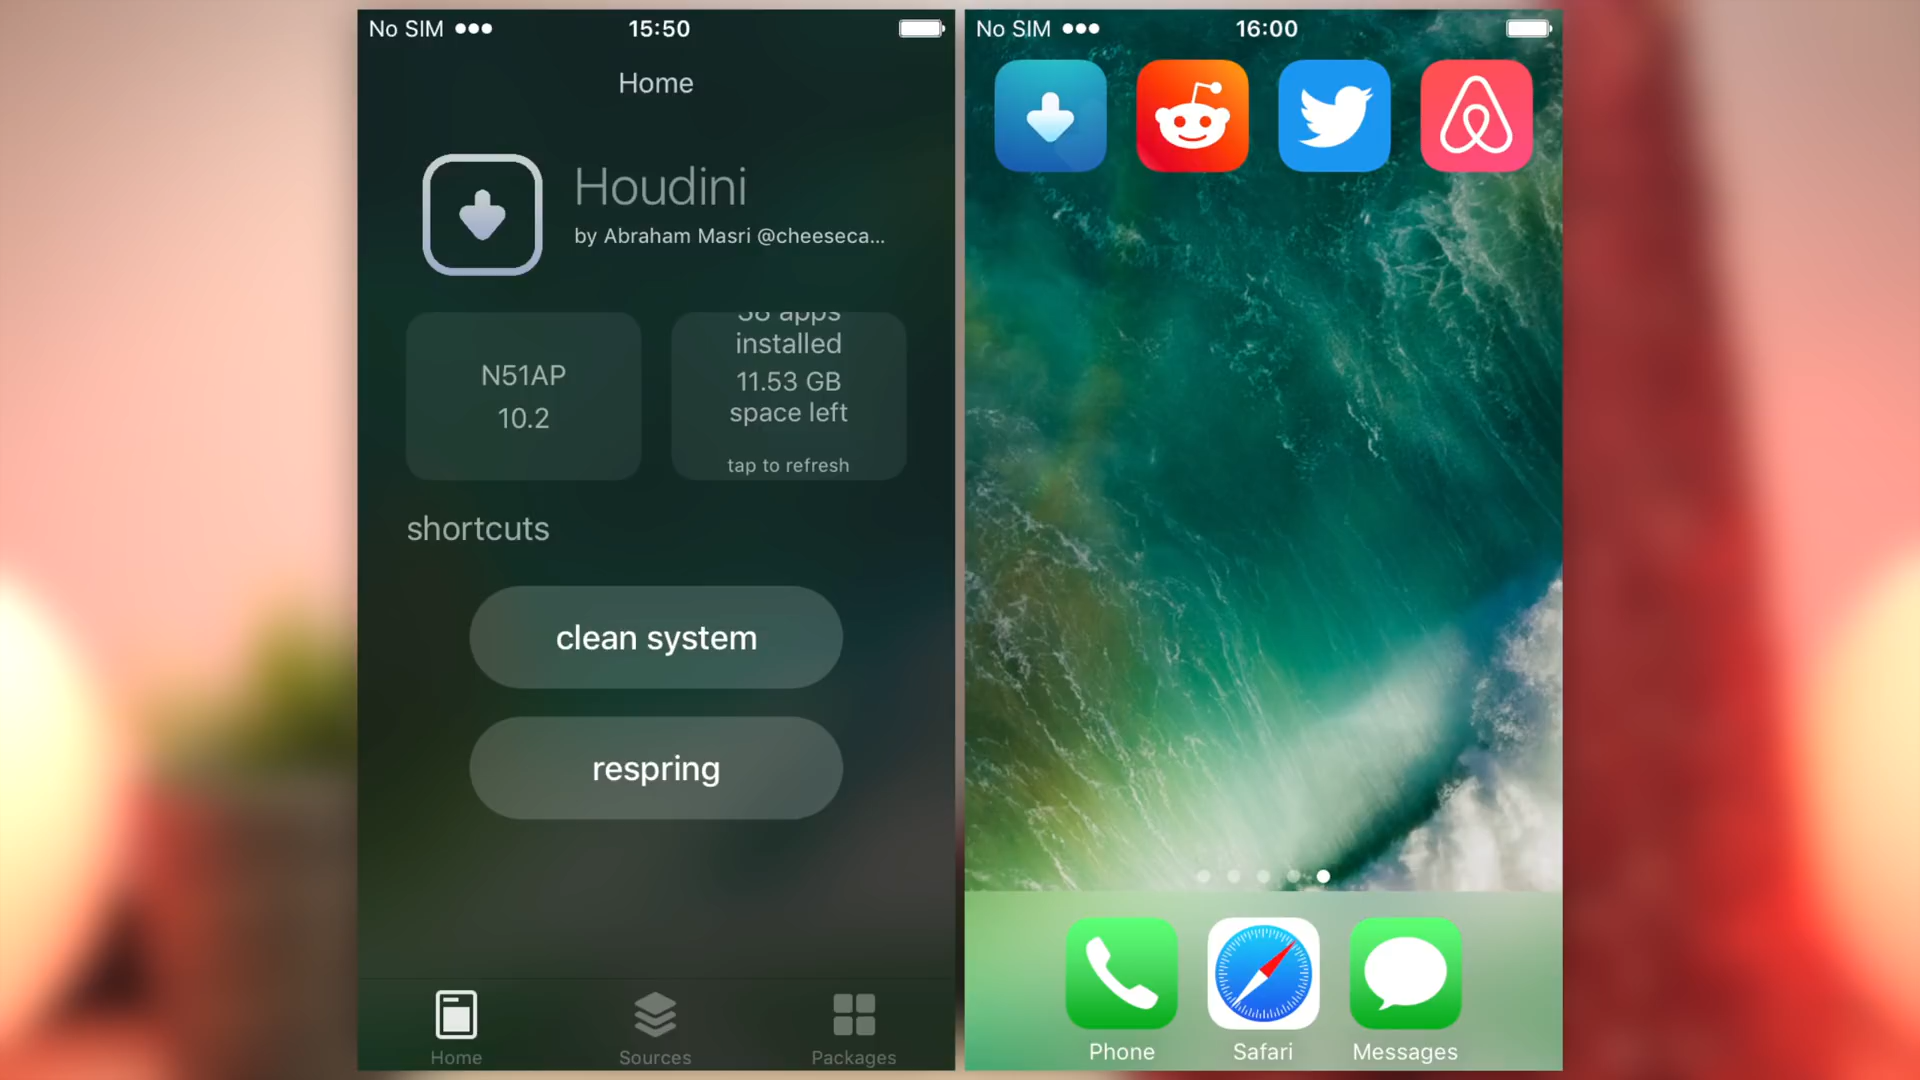 No SIM
15:50
Home
Houdini
by Abraham Masri @cheeseca...
N51AP
10.2
apps
installed
11.53 GB
space left
tap to refresh
shortcuts
clean system
respring
Home
Sources
Packages
No SIM
16:00
Phone
Safari
Messages